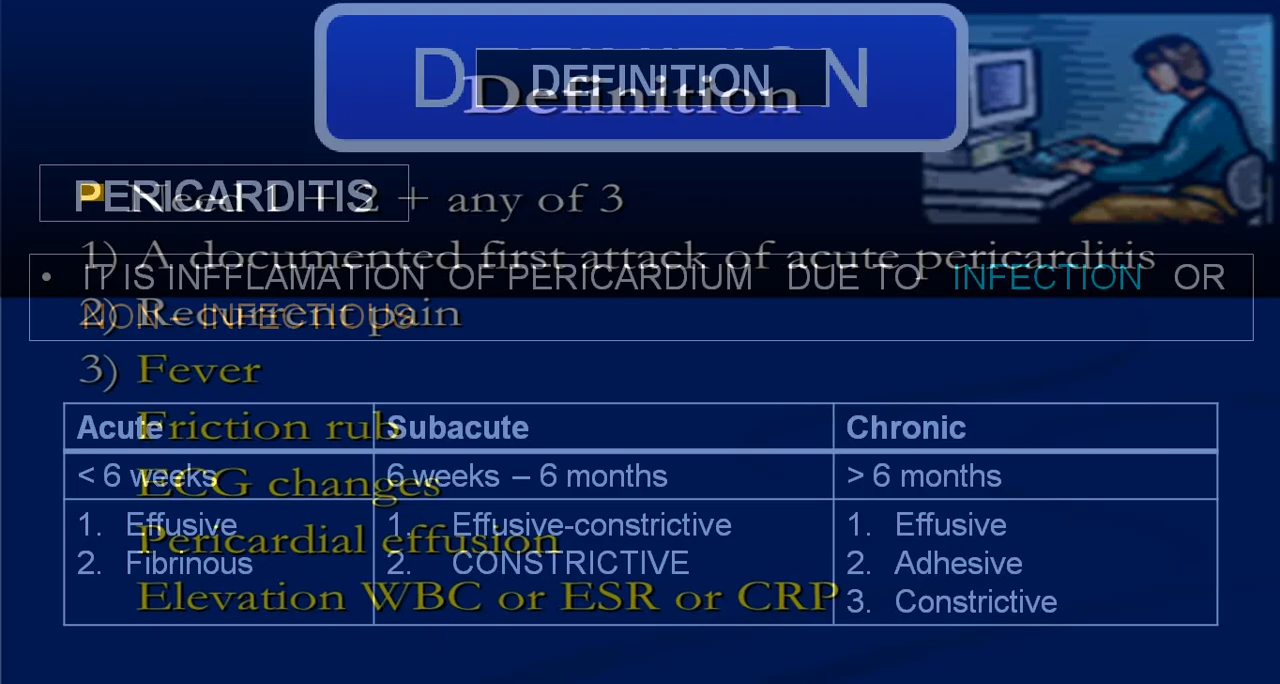 DEFINITION
DEFINITION
Definition
PERICARDITIS
Need 1 + 2 + any of 3
1) A documented first attack of acute pericarditis
• IT IS INFFLAMATION OF PERICARDIUM DUE TO INFECTION OR
NON – INFECTIOUS
2) Recurrent pain
3) Fever
Friction rub
ECG changes
Pericardial effusion
Elevation WBC or ESR or CRP
Acute Subacute Chronic
< 6 weeks 6 weeks – 6 months > 6 months
1. Effusive 1. Effusive-constrictive 1. Effusive
2. Fibrinous 2. CONSTRICTIVE 2. Adhesive
3. Constrictive